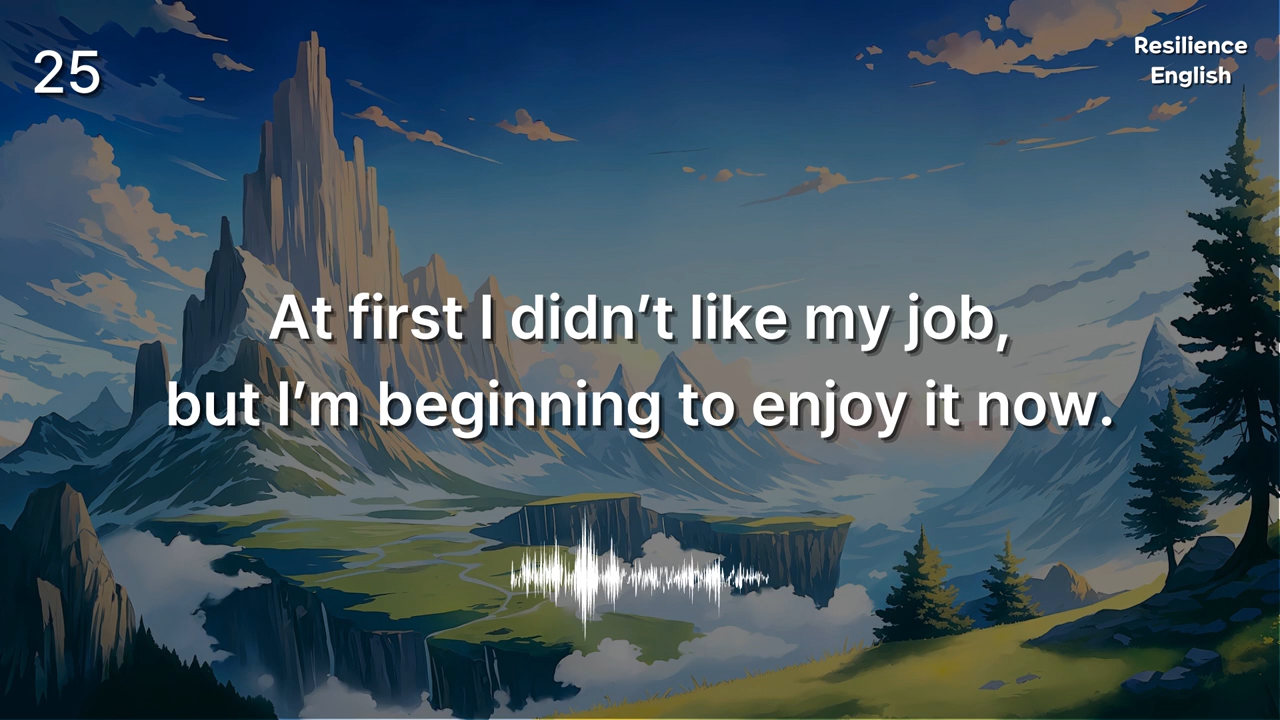 25
Resilience
English
At first I didn’t like my job,
but I’m beginning to enjoy it now.